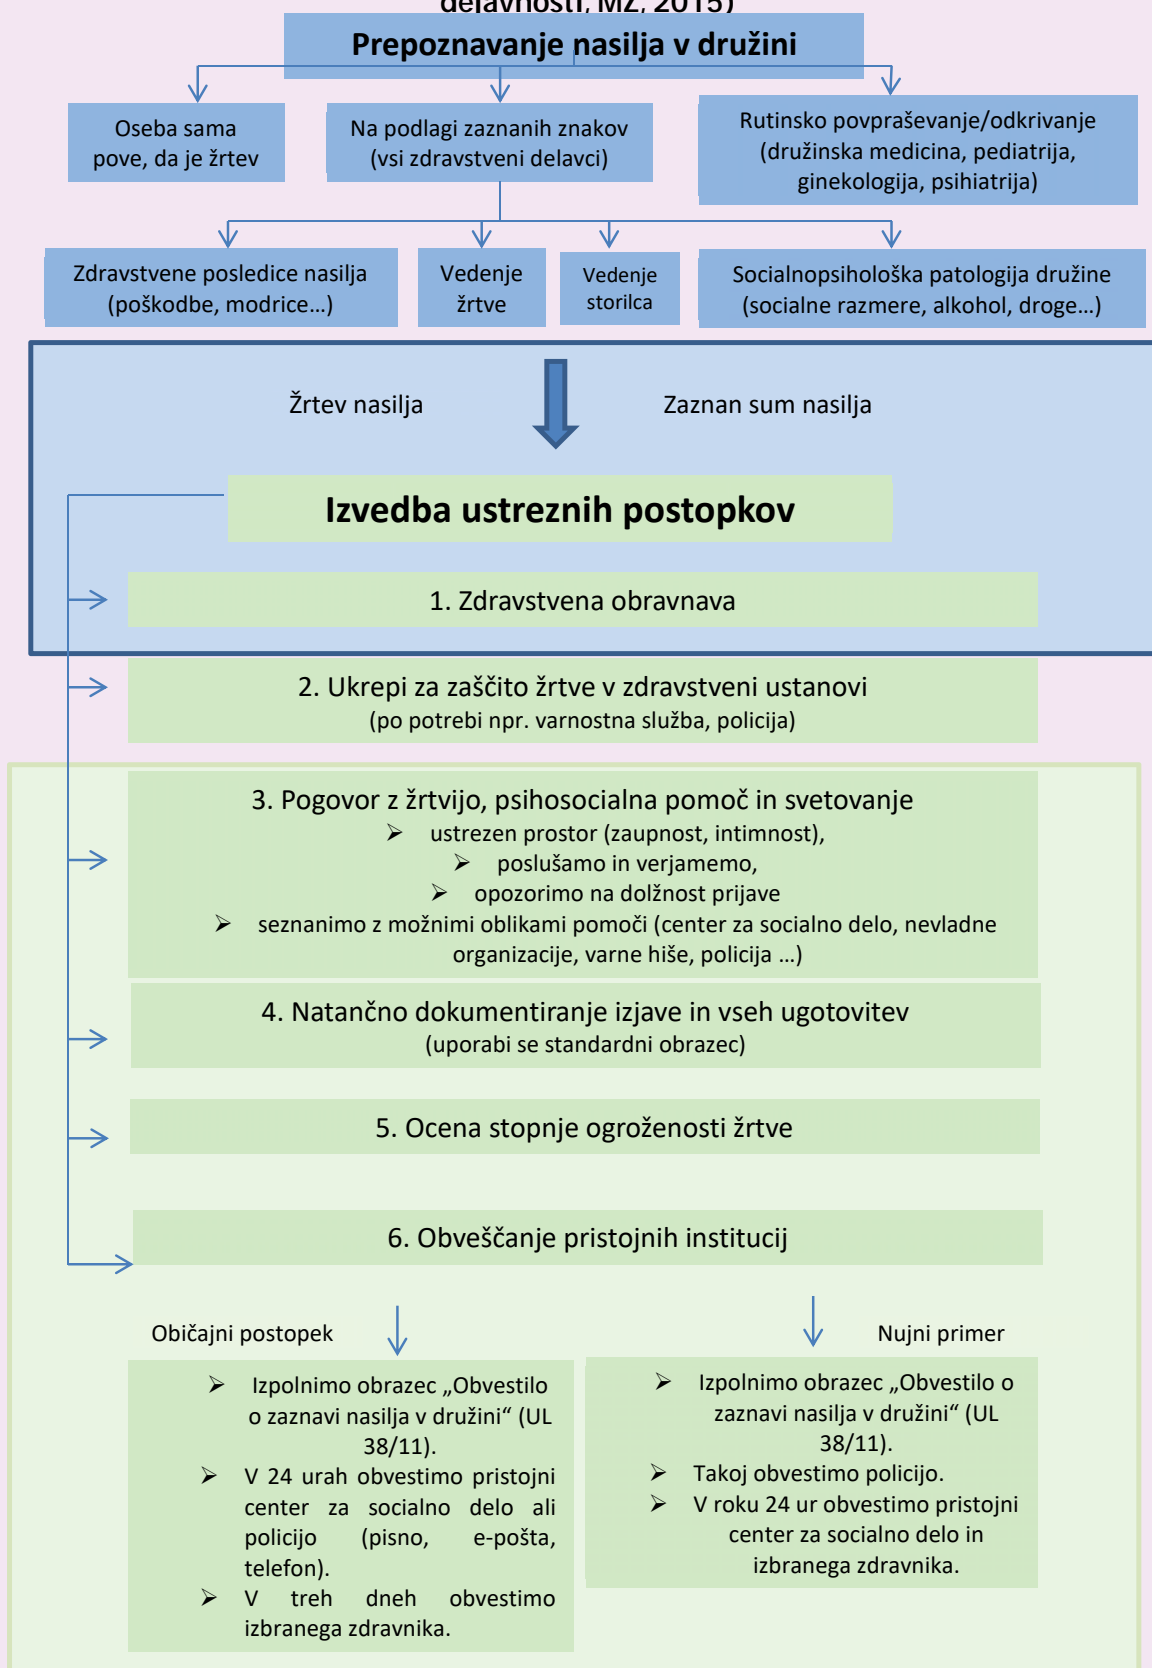 dejavnosti, MZ, 2015)
Prepoznavanje nasilja v družini
Oseba sama
pove, da je žrtev
Na podlagi zaznanih znakov
(vsi zdravstveni delavci)
Rutinsko povpraševanje/odkrivanje
(družinska medicina, pediatrija,
ginekologija, psihiatrija)
Zdravstvene posledice nasilja
(poškodbe, modrice…)
Vedenje
žrtve
Vedenje
storilca
Socialnopsihološka patologija družine
(socialne razmere, alkohol, droge…)
Žrtev nasilja
Zaznan sum nasilja
Izvedba ustreznih postopkov
1. Zdravstvena obravnava
2. Ukrepi za zaščito žrtve v zdravstveni ustanovi
(po potrebi npr. varnostna služba, policija)
3. Pogovor z žrtvijo, psihosocialna pomoč in svetovanje
➢ ustrezen prostor (zaupnost, intimnost),
➢ poslušamo in verjamemo,
➢ opozorimo na dolžnost prijave
➢ seznanimo z možnimi oblikami pomoči (center za socialno delo, nevladne
organizacije, varne hiše, policija …)
4. Natančno dokumentiranje izjave in vseh ugotovitev
(uporabi se standardni obrazec)
5. Ocena stopnje ogroženosti žrtve
6. Obveščanje pristojnih institucij
Običajni postopek
➢ Izpolnimo obrazec „Obvestilo
o zaznavi nasilja v družini“ (UL
38/11).
➢ V 24 urah obvestimo pristojni
center za socialno delo ali
policijo (pisno, e-pošta,
telefon).
➢ V treh dneh obvestimo
izbranega zdravnika.
Nujni primer
➢ Izpolnimo obrazec „Obvestilo o
zaznavi nasilja v družini“ (UL
38/11).
➢ Takoj obvestimo policijo.
➢ V roku 24 ur obvestimo pristojni
center za socialno delo in
izbranega zdravnika.